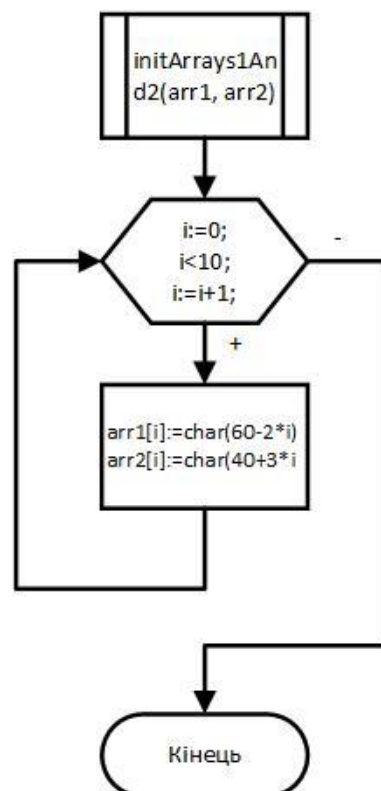 initArrays1An
d2(arr1, arr2)
i:=0;
i<10;
i:=i+1;
-
+
arr1[i]:=char(60-2*i)
arr2[i]:=char(40+3*i
Кінець